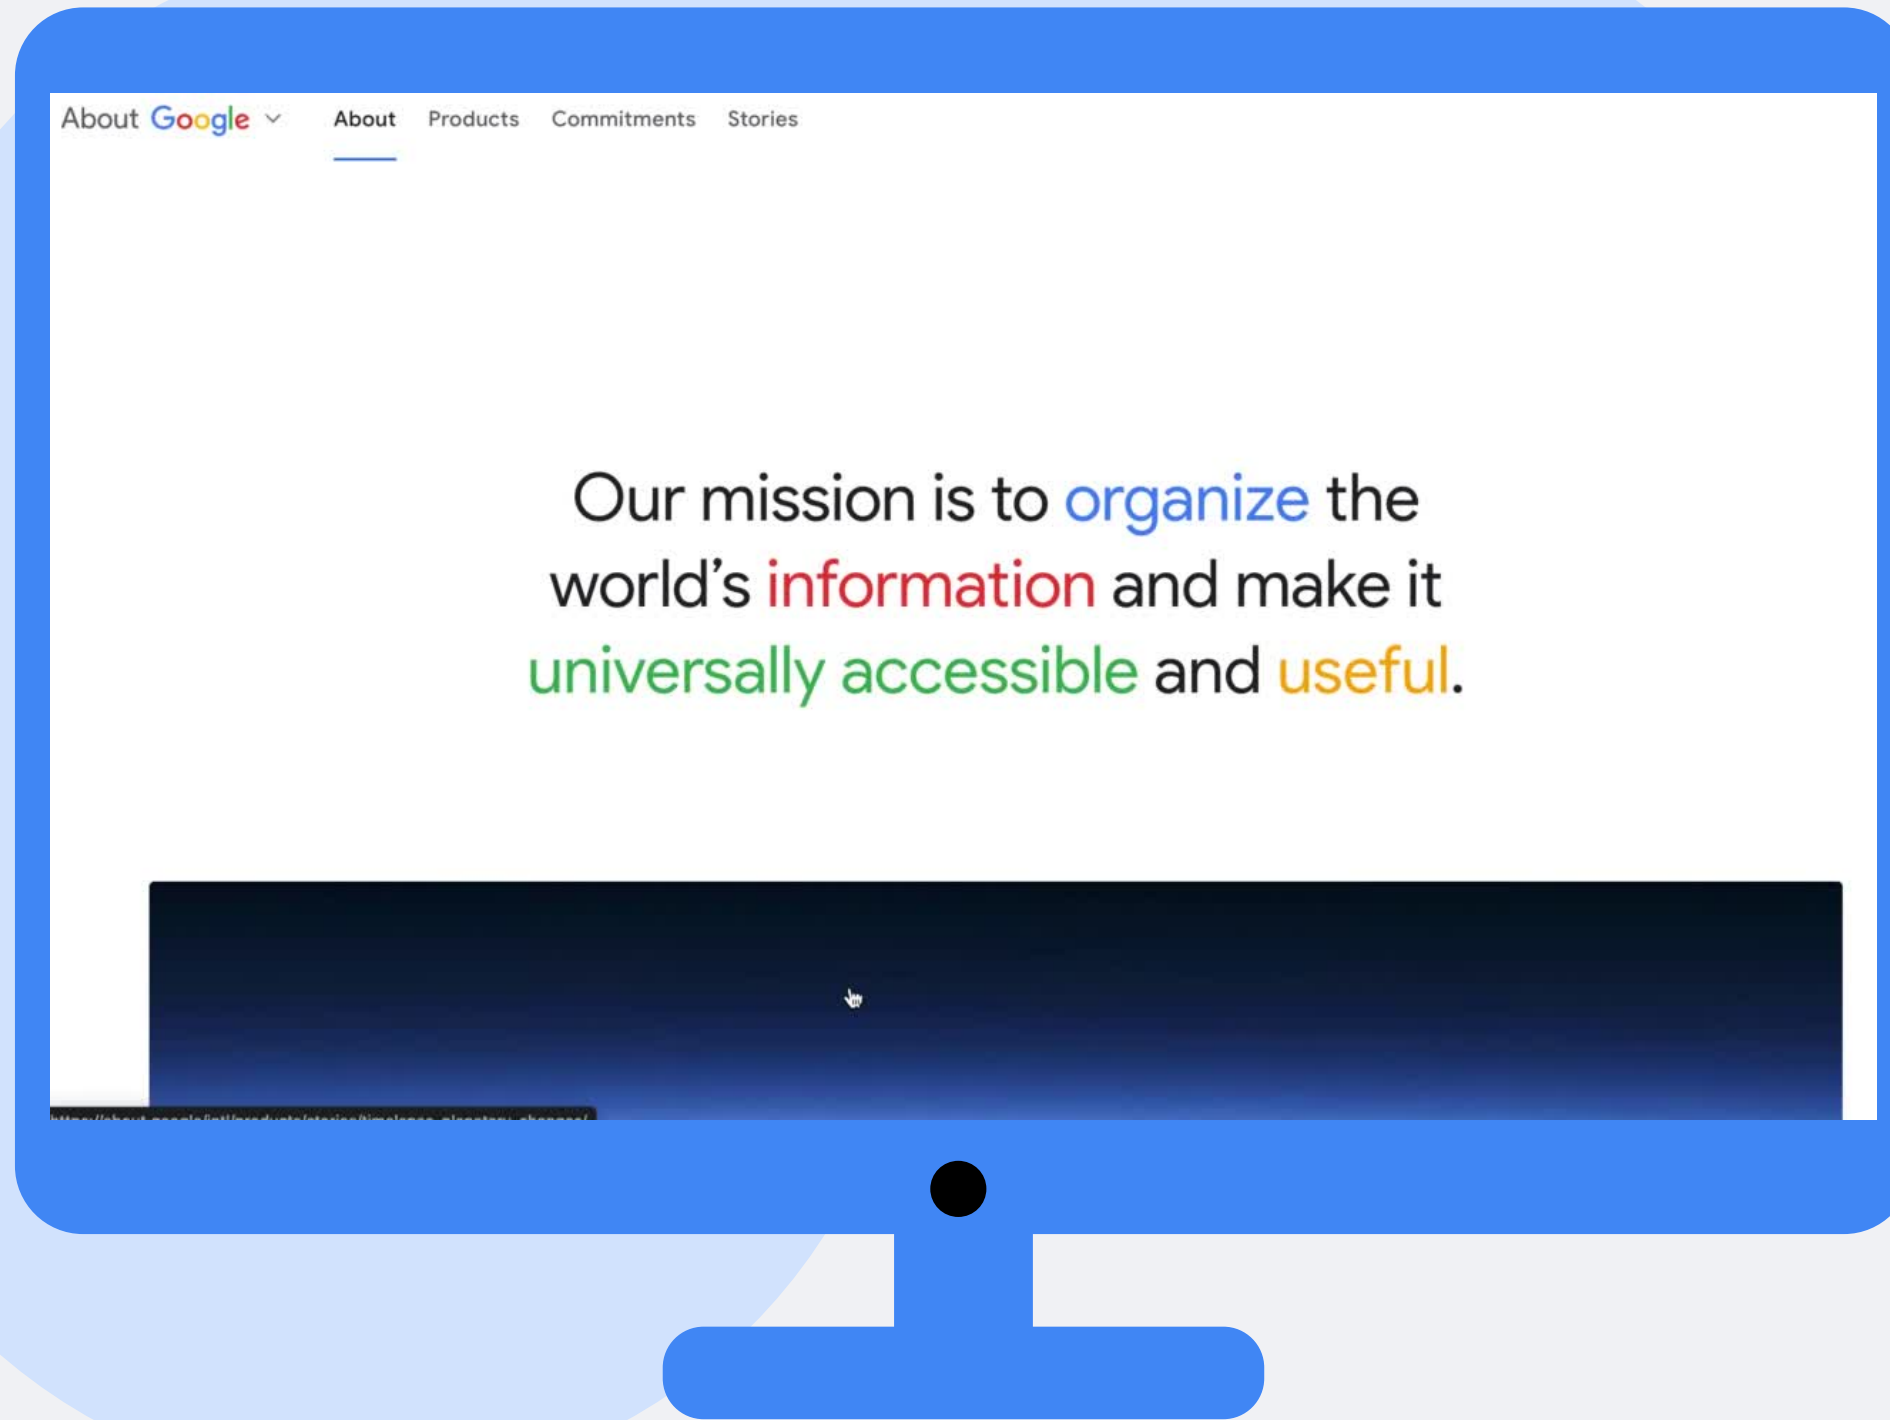 About Google
About Products Commitments Stories
Our mission is to organize the
world’s information and make it
universally accessible and useful.